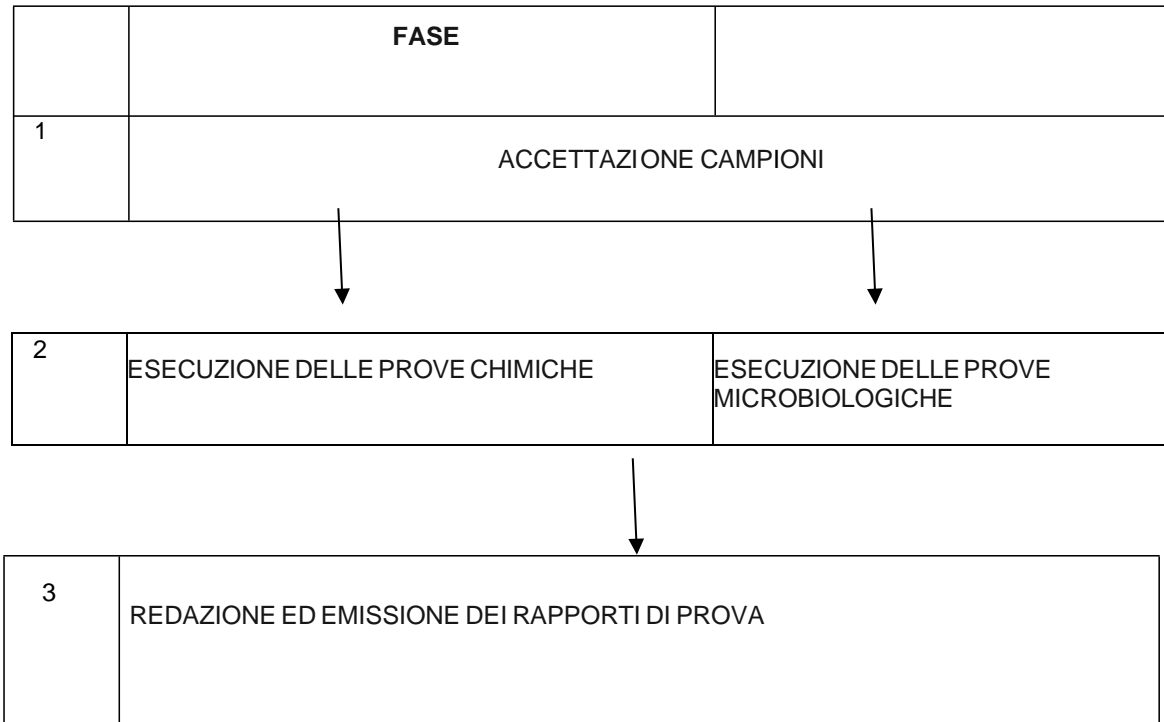 FASE
1
ACCETTAZIONE CAMPIONI
2
ESECUZIONE DELLE PROVE CHIMICHE
ESECUZIONE DELLE PROVE
MICROBIOLOGICHE
3
REDAZIONE ED EMISSIONE DEI RAPPORTI DI PROVA